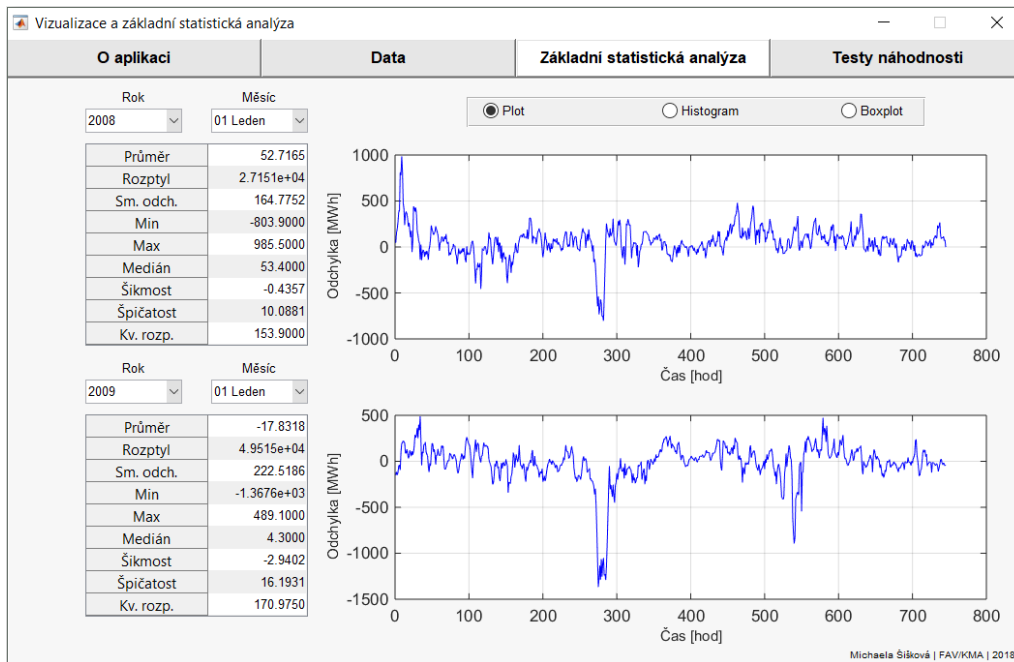 Vizualizace a základní statistická analýza
O aplikaci
Data
Základní statistická analýza
Testy náhodnosti
Rok Měsíc
2008 01 Leden
Průměr 52.7165
Rozptyl 2.7151e+04
Sm. odch. 164.7752
Min -803.9000
Max 985.5000
Medián 53.4000
Šikmost -0.4357
Špičatost 10.0881
Kv. rozp. 153.9000
Rok Měsíc
2009 01 Leden
Průměr -17.8318
Rozptyl 4.9515e+04
Sm. odch. 222.5186
Min -1.3676e+03
Max 489.1000
Medián 4.3000
Šikmost -2.9402
Špičatost 16.1931
Kv. rozp. 170.9750
Plot Histogram Boxplot
Odchylka [MWh]
1000
500
0
-500
-1000
0 100 200 300 400 500 600 700 800
Čas [hod]
Odchylka [MWh]
500
0
-500
-1000
-1500
0 100 200 300 400 500 600 700 800
Čas [hod]
Michaela Šišková | FAV/KMA | 2018